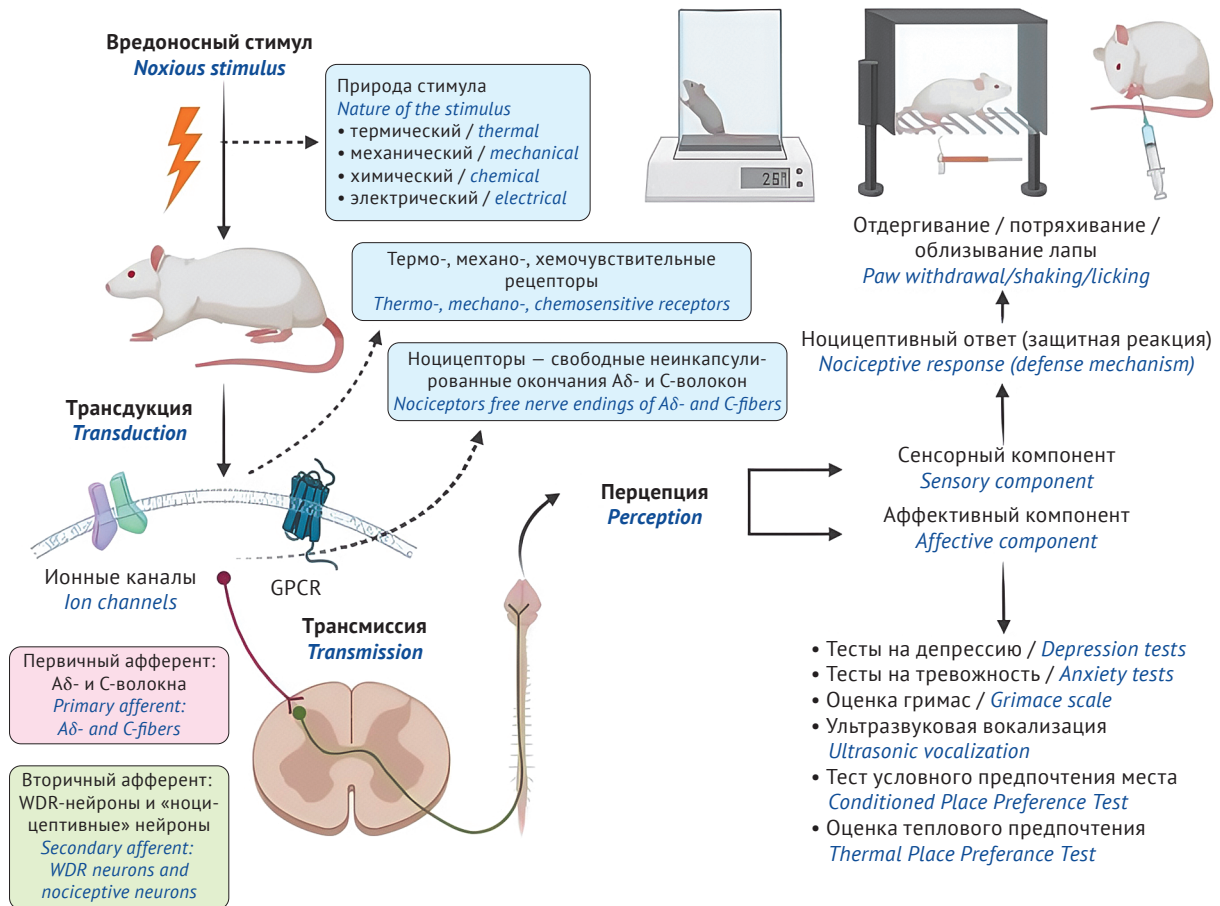 Вредоносный стимул
Noxious stimulus
Природа стимула
Nature of the stimulus
• термический / thermal
• механический / mechanical
• химический / chemical
• электрический / electrical
Термо-, механо-, хемочувствительные
рецепторы
Thermo-, mechano-, chemosensitive receptors
Ноцицепторы — свободные неинкапсули-
рованные окончания Aδ- и C-волокон
Nociceptors free nerve endings of Aδ- and C-fibers
Трансдукция
Transduction
Ионные каналы
Ion channels
GPCR
Трансмиссия
Transmission
Первичный афферент:
Aδ- и C-волокна
Primary afferent:
Aδ- and C-fibers
Вторичный афферент:
WDR-нейроны и «ноци-
цептивные» нейроны
Secondary afferent:
WDR neurons and
nociceptive neurons
Перцепция
Perception
Отдергивание / потряхивание /
облизывание лапы
Paw withdrawal/shaking/licking
Ноцицептивный ответ (защитная реакция)
Nociceptive response (defense mechanism)
Сенсорный компонент
Sensory component
Аффективный компонент
Affective component
• Тесты на депрессию / Depression tests
• Тесты на тревожность / Anxiety tests
• Оценка гримас / Grimace scale
• Ультразвуковая вокализация
Ultrasonic vocalization
• Тест условного предпочтения места
Conditioned Place Preference Test
• Оценка теплового предпочтения
Thermal Place Preferance Test